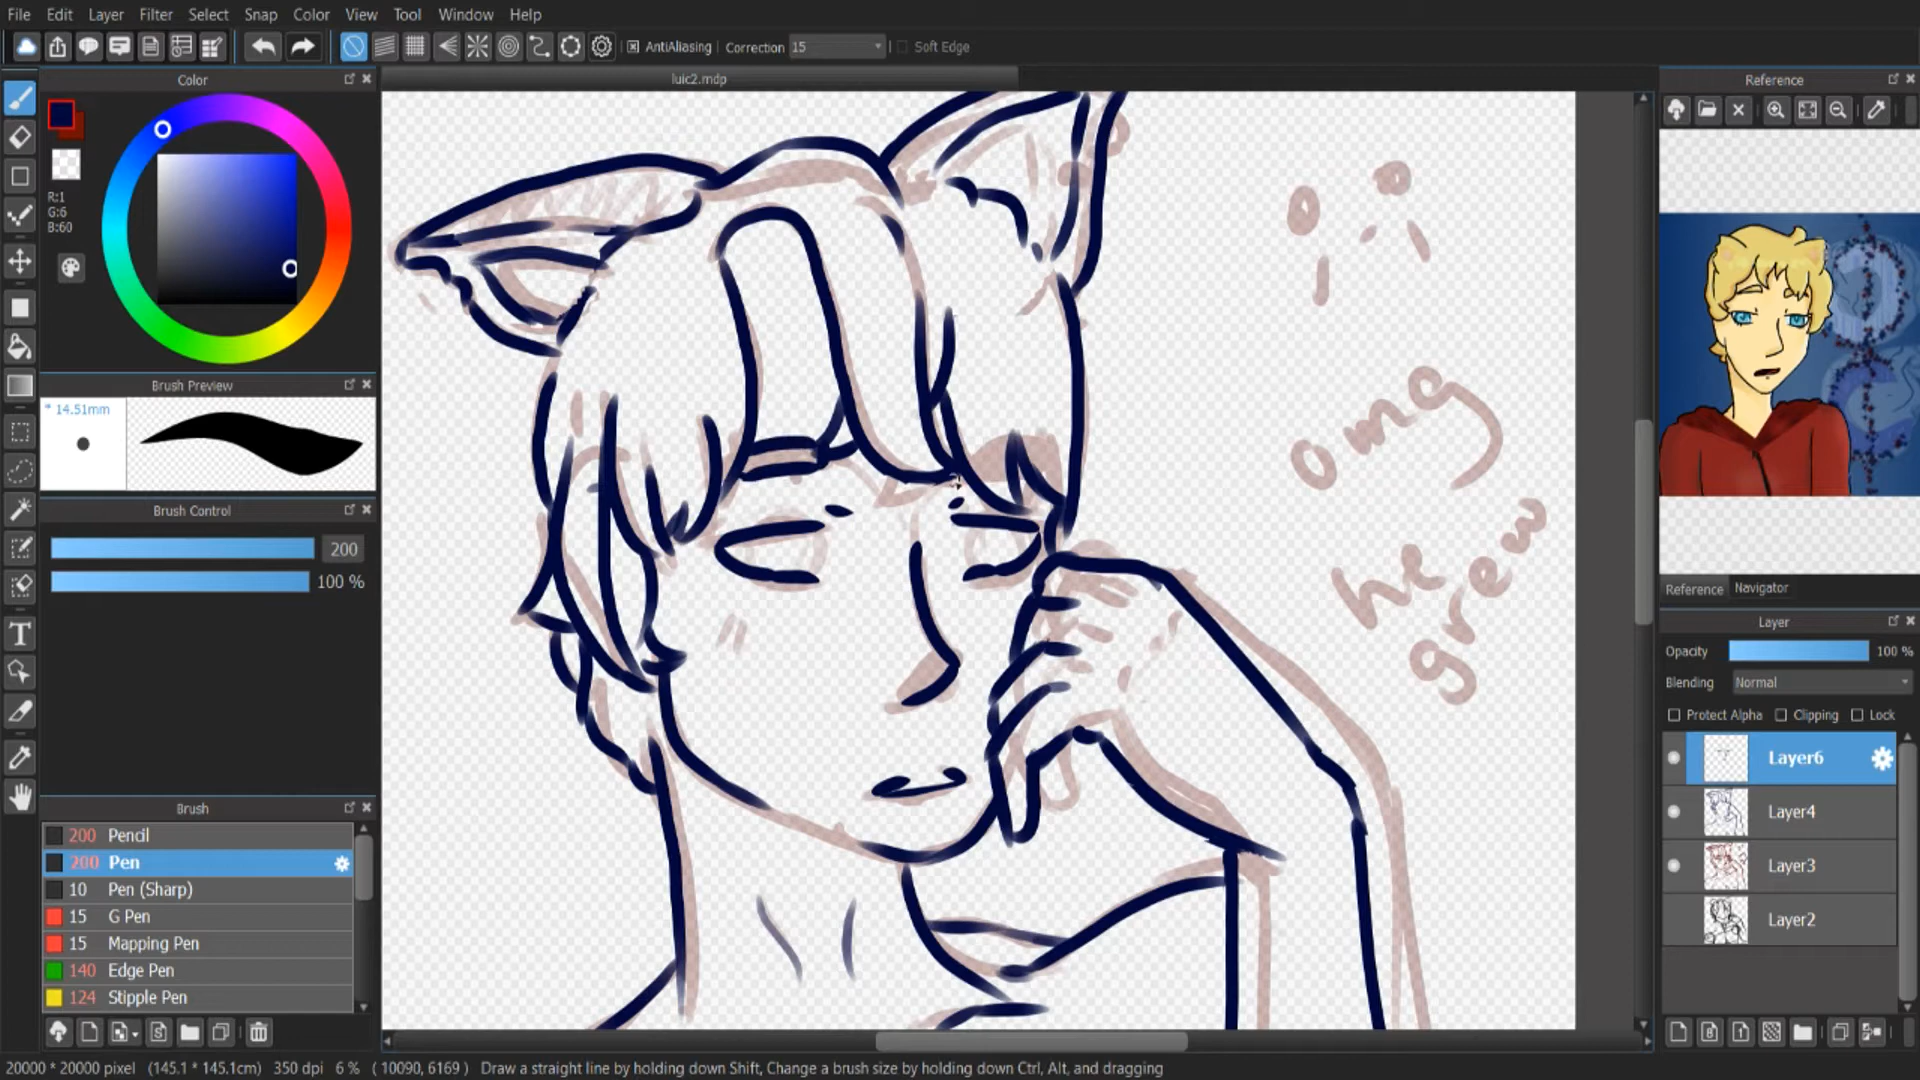 File Edit Layer Filter Select Snap Color View Tool Window Help
AntiAliasing Correction 15 Soft Edge
Color
luic2.mdp
Reference
R:1
G:6
B:60
Brush Preview
* 14.51mm
Brush Control
200
100 %
omg
he
grew
Reference Navigator
Layer
Opacity 100 %
Blending Normal
Protect Alpha Clipping Lock
Layer6
Layer4
Layer3
Layer2
Brush
200 Pencil
200 Pen
10 Pen (Sharp)
15 G Pen
15 Mapping Pen
140 Edge Pen
124 Stipple Pen
20000 * 20000 pixel (145.1 * 145.1cm) 350 dpi 6 % ( 10090, 6169 ) Draw a straight line by holding down Shift, Change a brush size by holding down Ctrl, Alt, and dragging